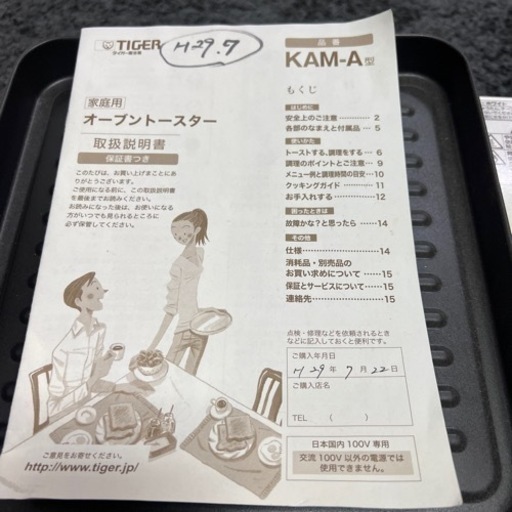 TIGER
タイガー魔法瓶
H29.7
品番
KAM-A型
家庭用
オーブントースター
取扱説明書
保証書つき
このたびは、お買い上げまことに
ありがとうございます。
ご使用になる前に、この取扱説明書
を最後までお読みください。
お読みになった後は、お使いになる
方がいつでも見られるところに
必ず保管してください。
もくじ
はじめに
安全上のご注意 ………… 2
各部のなまえと付属品 …… 5
使いかた
トーストする、調理をする … 6
調理のポイントとご注意 … 9
メニュー例と調理時間の目安 … 10
クッキングガイド ………… 11
お手入れする …………… 12
困ったときは
故障かな?と思ったら …… 14
その他
仕様 …………………… 14
消耗品・別売品の
お買い求めについて …… 15
保証とサービスについて … 15
連絡先 ………………… 15
点検・修理などを依頼されるとき
などに記入しておくと便利です。
ご購入年月日
H29年 7月 22日
ご購入店名
TEL ( )
日本国内100V専用
交流100V以外の電源では
使用できません。
ご意見をお寄せください。
http://www.tiger.jp/